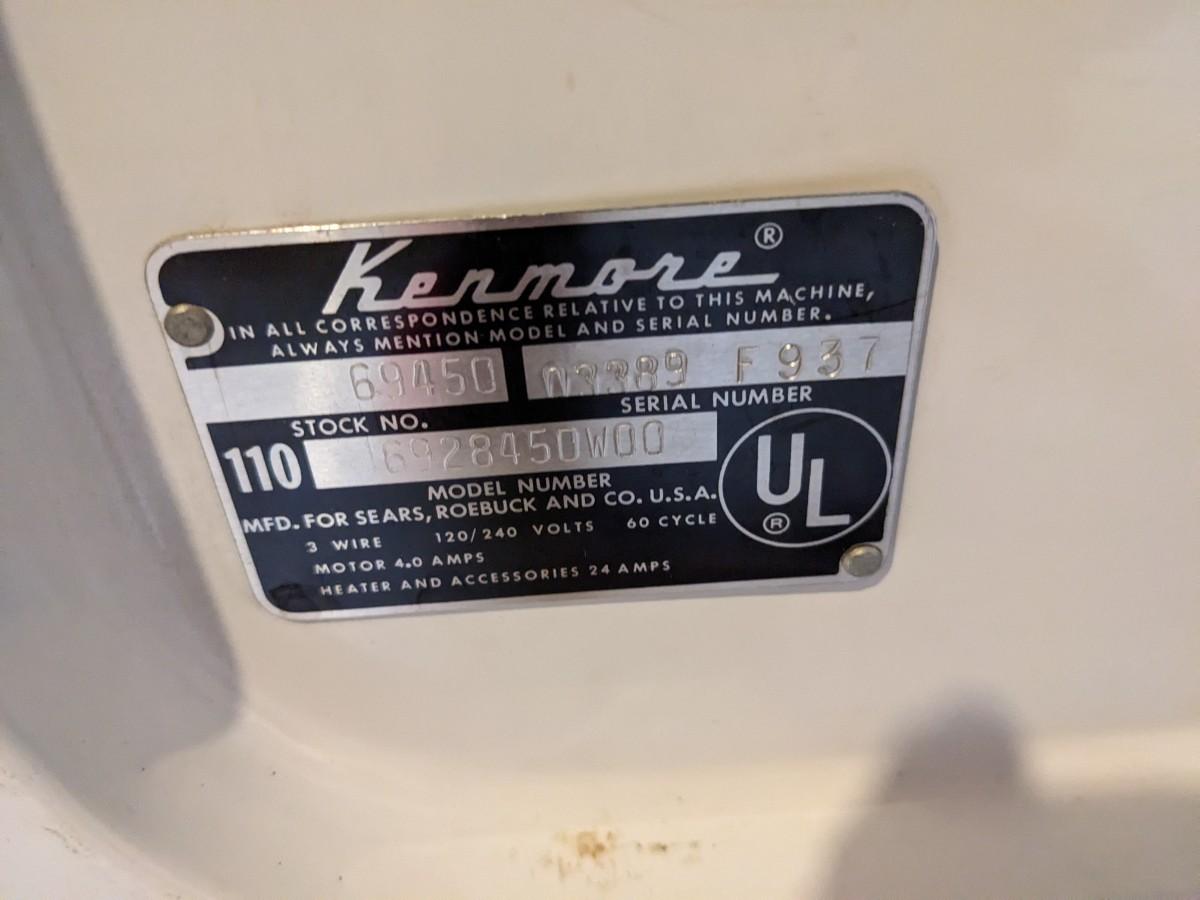 Kenmore ®
IN ALL CORRESPONDENCE RELATIVE TO THIS MACHINE,
ALWAYS MENTION MODEL AND SERIAL NUMBER.
69450 F 937
STOCK NO. SERIAL NUMBER
110 6928450W00
MODEL NUMBER
UL ®
MFD. FOR SEARS, ROEBUCK AND CO. U.S.A.
3 WIRE 120/240 VOLTS 60 CYCLE
MOTOR 4.0 AMPS
HEATER AND ACCESSORIES 24 AMPS